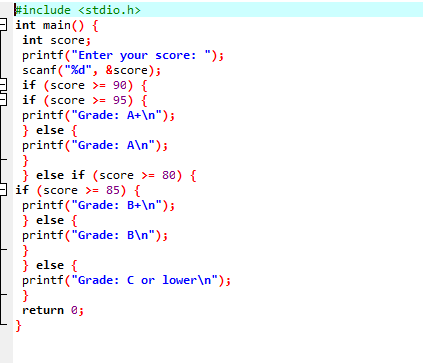 #include <stdio.h>
int main() {
 int score;
 printf("Enter your score: ");
 scanf("%d", &score);
 if (score >= 90) {
 if (score >= 95) {
 printf("Grade: A+\n");
 } else {
 printf("Grade: A\n");
 }
 } else if (score >= 80) {
if (score >= 85) {
 printf("Grade: B+\n");
 } else {
 printf("Grade: B\n");
 }
 } else {
 printf("Grade: C or lower\n");
 }
 return 0;
}